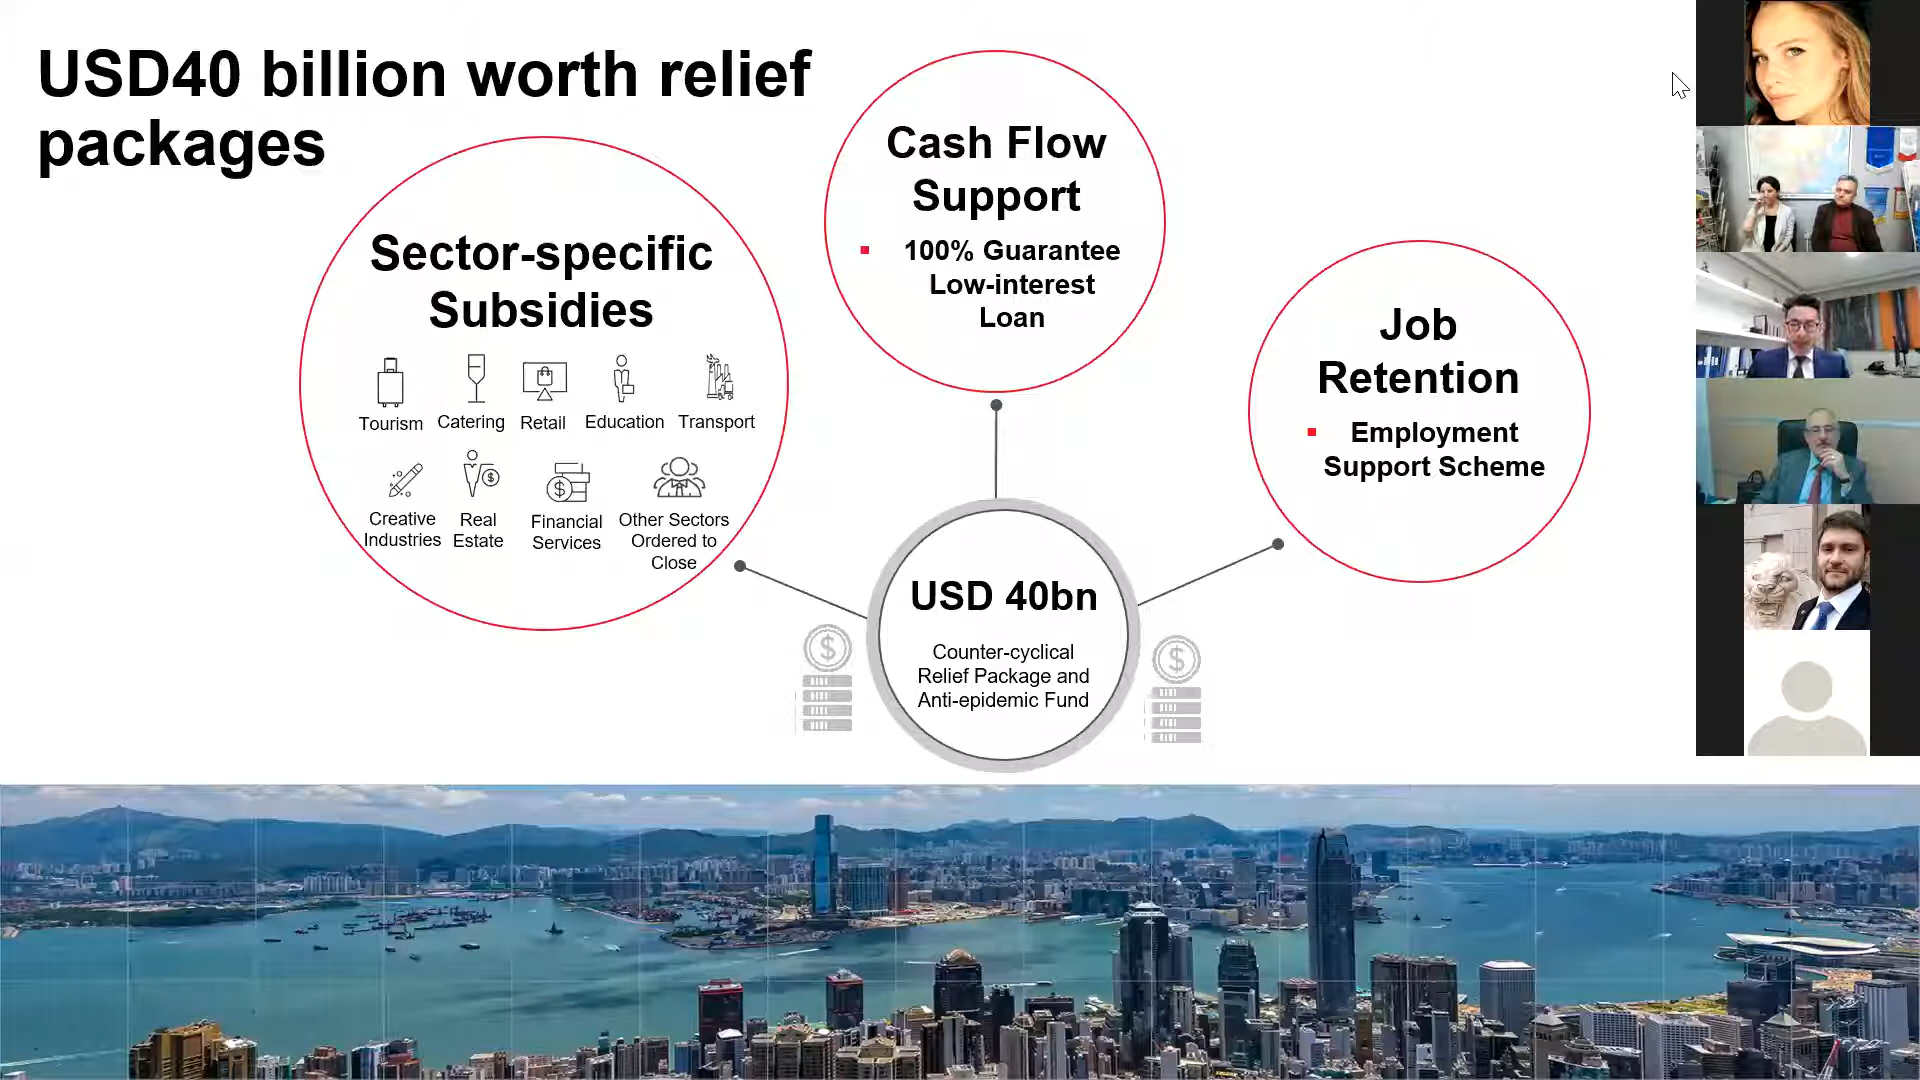 USD40 billion worth relief
packages
Sector-specific
Subsidies
Tourism
Catering
Retail
Education
Transport
Creative
Industries
Real
Estate
Financial
Services
Other Sectors
Ordered to
Close
Cash Flow
Support
100% Guarantee
Low-interest
Loan
Job
Retention
Employment
Support Scheme
USD 40bn
Counter-cyclical
Relief Package and
Anti-epidemic Fund